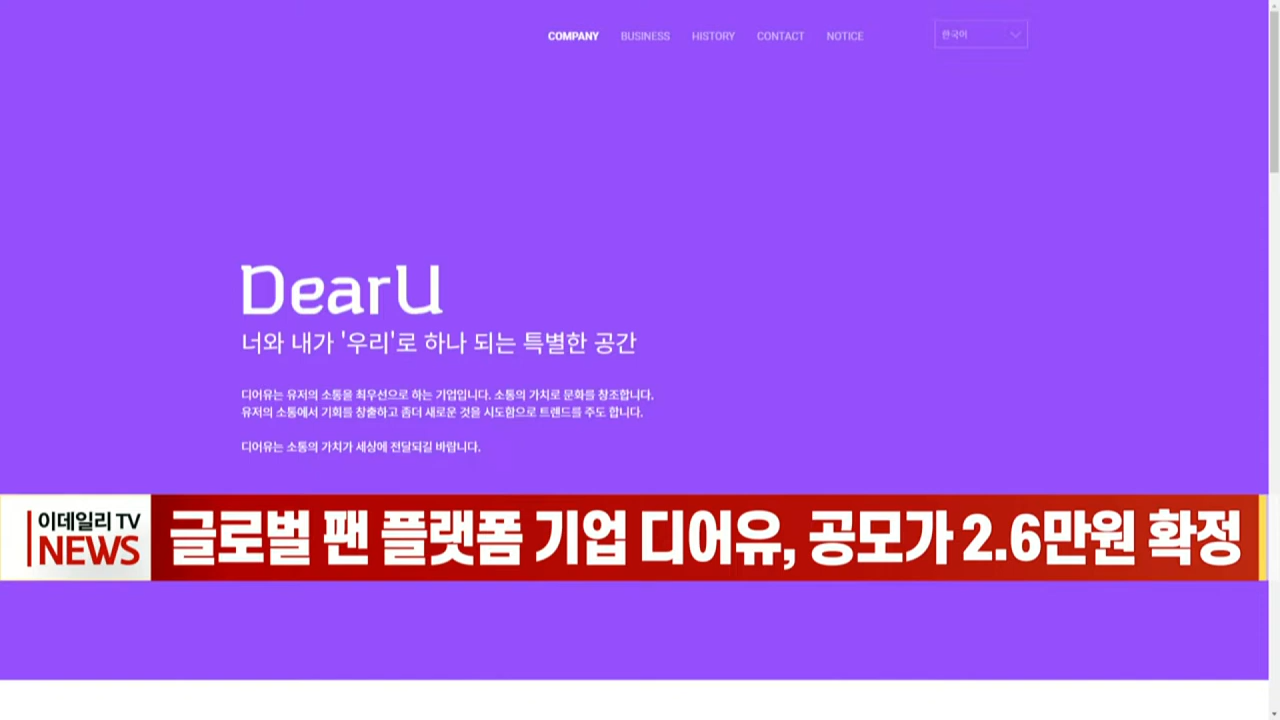 COMPANY BUSINESS HISTORY CONTACT NOTICE 한국어
DearU
너와 내가 '우리'로 하나 되는 특별한 공간
디어유는 유저의 소통을 최우선으로 하는 기업입니다. 소통의 가치로 문화를 창조합니다.
유저의 소통에서 기회를 창출하고 좀더 새로운 것을 시도함으로 트랜드를 주도 합니다.
디어유는 소통의 가치가 세상에 전달되길 바랍니다.
이데일리 TV
NEWS
글로벌 팬 플랫폼 기업 디어유, 공모가 2.6만원 확정